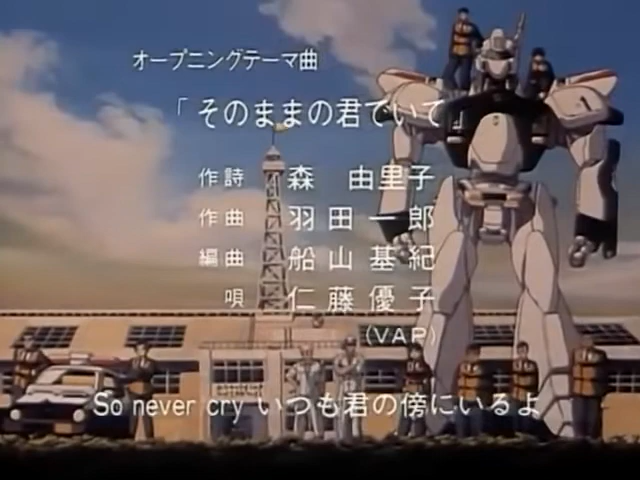 オープニングテーマ曲
「そのままの君でいて」
作詩 森 由里子
作曲 羽田一郎
編曲 船山基紀
唄 仁藤優子
(VAP)
So never cry いつも君の傍にいるよ